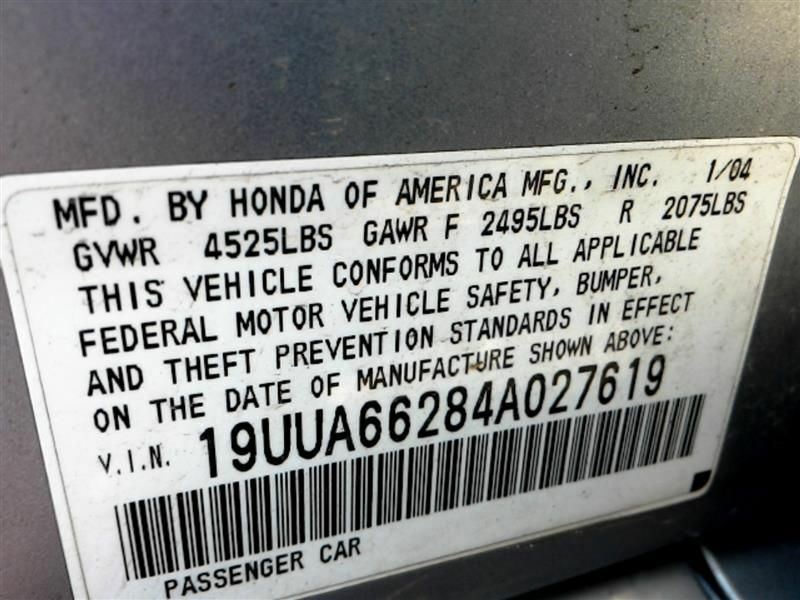 MFD. BY HONDA OF AMERICA MFG., INC. 1/04
GVWR 4525LBS GAWR F 2495LBS R 2075LBS
THIS VEHICLE CONFORMS TO ALL APPLICABLE
FEDERAL MOTOR VEHICLE SAFETY, BUMPER,
AND THEFT PREVENTION STANDARDS IN EFFECT
ON THE DATE OF MANUFACTURE SHOWN ABOVE:
V.I.N. 19UUA66284A027619
PASSENGER CAR